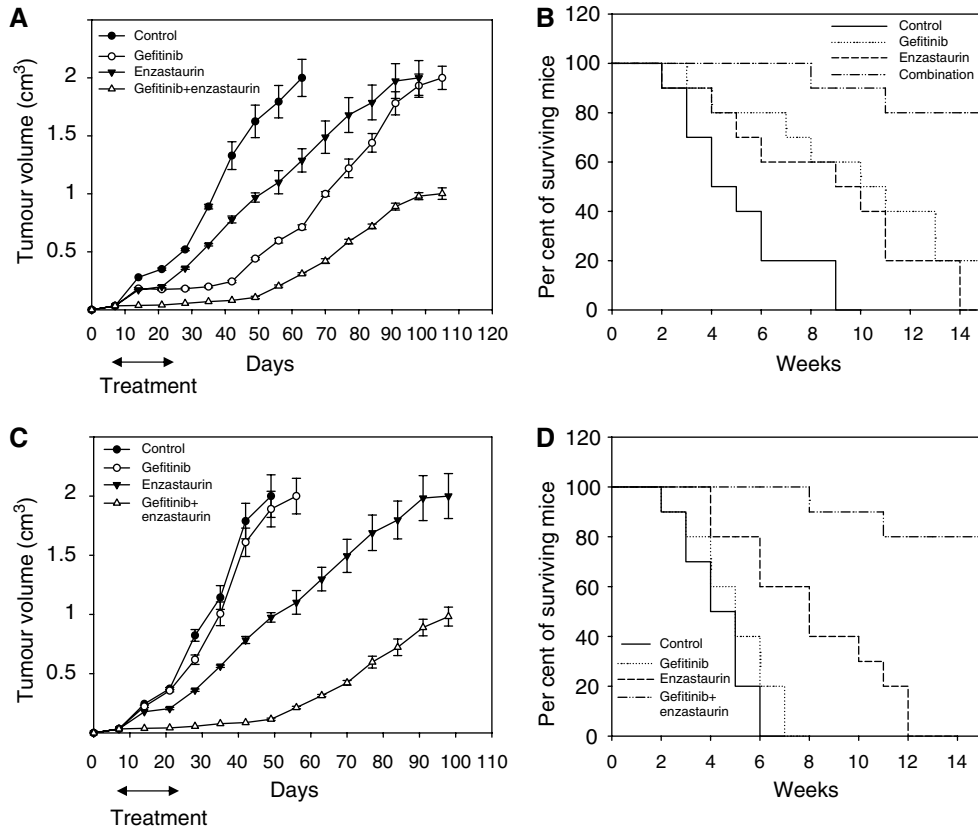 A
Tumour volume (cm3)
Control
Gefitinib
Enzastaurin
Gefitinib+enzastaurin
2
1.5
1
0.5
0 10 20 30 40 50 60 70 80 90 100 110 120
Days
Treatment
B
Per cent of surviving mice
120
100
80
60
40
20
0
Control
Gefitinib
Enzastaurin
Combination
0 2 4 6 8 10 12 14
Weeks
C
Tumour volume (cm3)
Control
Gefitinib
Enzastaurin
Gefitinib+
enzastaurin
2
1.5
1
0.5
0 10 20 30 40 50 60 70 80 90 100 110
Days
Treatment
D
Per cent of surviving mice
120
100
80
60
40
20
0
Control
Gefitinib
Enzastaurin
Gefitinib+
enzastaurin
0 2 4 6 8 10 12 14
Weeks